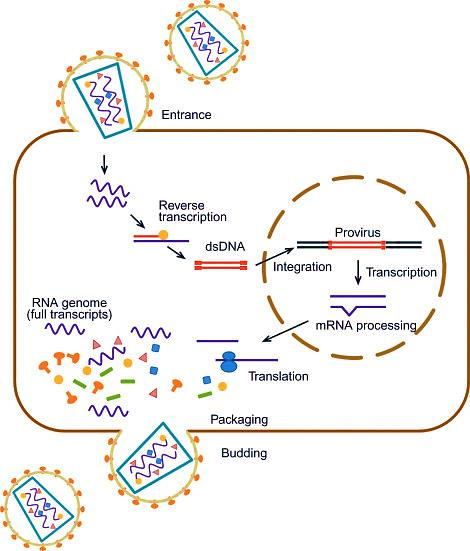 Entrance
Reverse
transcription
dsDNA
Provirus
Integration
Transcription
RNA genome
(full transcripts)
mRNA processing
Translation
Packaging
Budding